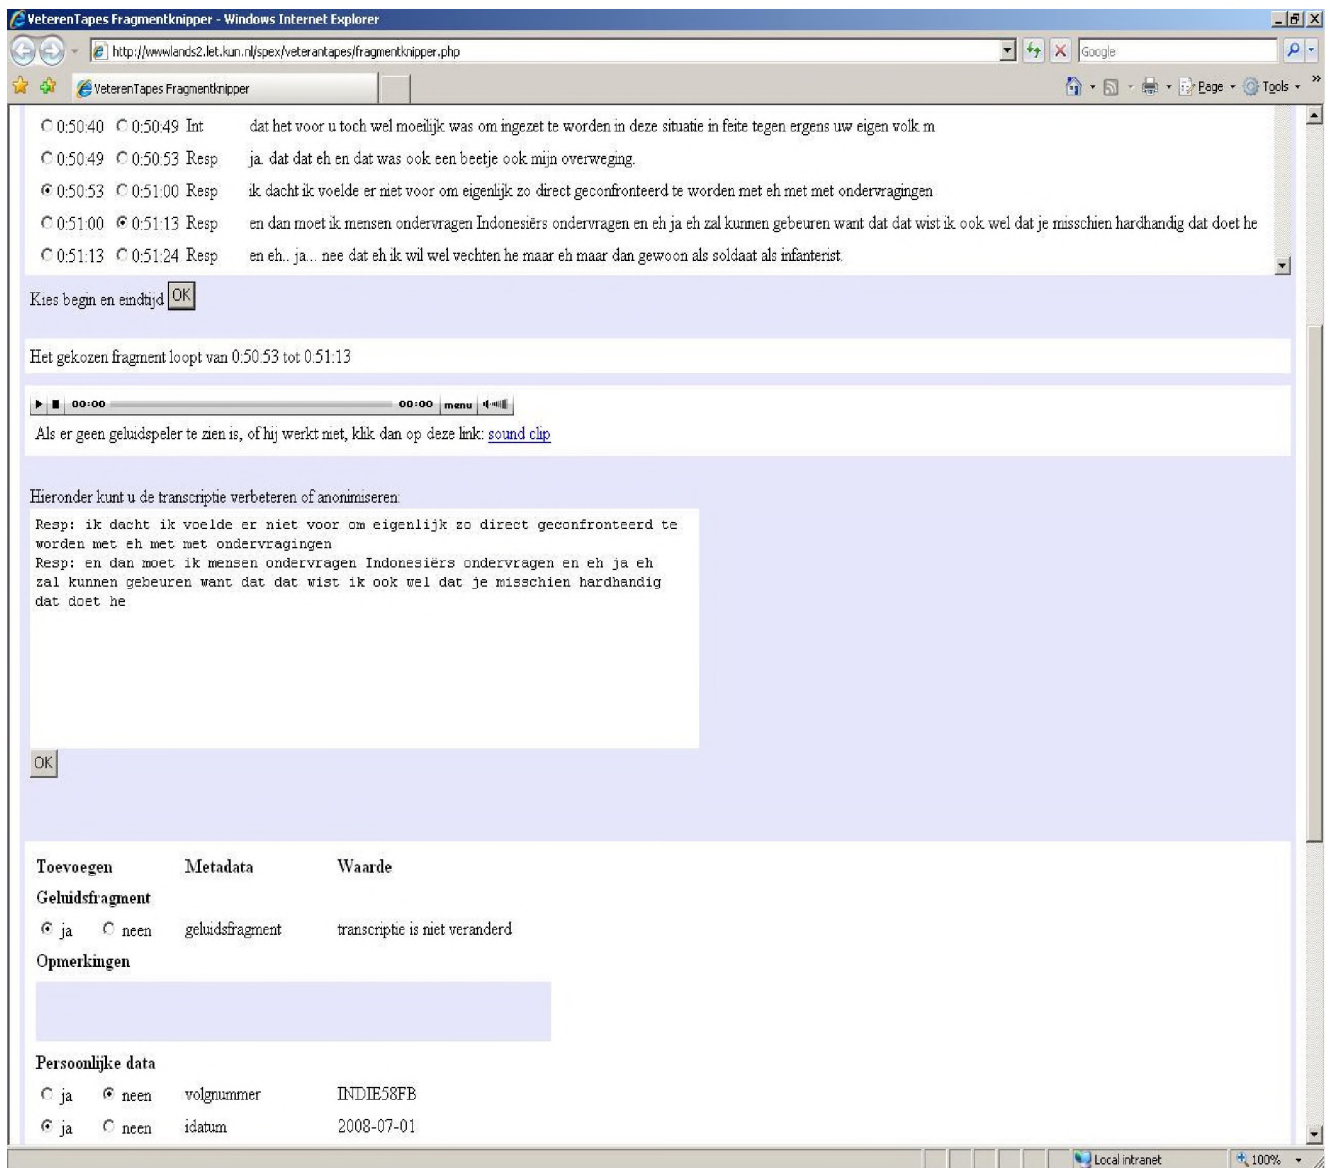 VeterenTapes Fragmentknipper - Windows Internet Explorer
http://wwwlands2.let.kun.nl/spex/veterantapes/fragmentknipper.php
Google
VeterenTapes Fragmentknipper
Page
Tools
0:50:40 0:50:49 Int dat het voor u toch wel moeilijk was om ingezet te worden in deze situatie in feite tegen ergens uw eigen volk m
0:50:49 0:50:53 Resp ja. dat dat eh en dat was ook een beetje ook mijn overweging.
0:50:53 0:51:00 Resp ik dacht ik voelde er niet voor om eigenlijk zo direct geconfronteerd te worden met eh met met ondervragingen
0:51:00 0:51:13 Resp en dan moet ik mensen ondervragen Indonesiërs ondervragen en eh ja eh zal kunnen gebeuren want dat dat wist ik ook wel dat je misschien hardhandig dat doet he
0:51:13 0:51:24 Resp en eh.. ja... nee dat eh ik wil wel vechten he maar eh maar dan gewoon als soldaat als infanterist.
Kies begin en eindtijd OK
Het gekozen fragment loopt van 0:50:53 tot 0:51:13
00:00 00:00 menu
Als er geen geluidspeler te zien is, of hij werkt niet, klik dan op deze link: sound clip
Hieronder kunt u de transcriptie verbeteren of anonimiseren:
Resp: ik dacht ik voelde er niet voor om eigenlijk zo direct geconfronteerd te
worden met eh met met ondervragingen
Resp: en dan moet ik mensen ondervragen Indonesiërs ondervragen en eh ja eh
zal kunnen gebeuren want dat dat wist ik ook wel dat je misschien hardhandig
dat doet he
OK
Toevoegen Metadata Waarde
Geluidsfragment
ja neen geluidsfragment transcriptie is niet veranderd
Opmerkingen
Persoonlijke data
ja neen volgnummer INDIE58FB
ja neen idatum 2008-07-01
Local intranet 100%